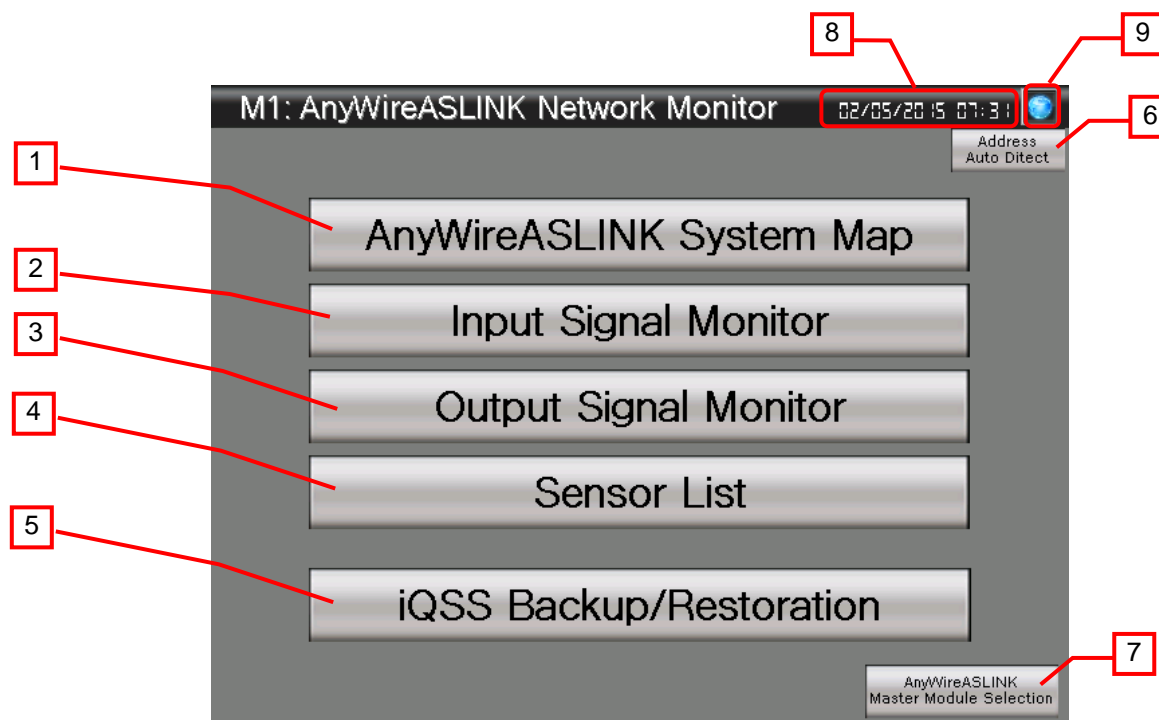 8
9
M1: AnyWireASLINK Network Monitor 02/05/2015 07:31
6
Address
Auto Ditect
1
AnyWireASLINK System Map
2
Input Signal Monitor
3
Output Signal Monitor
4
Sensor List
5
iQSS Backup/Restoration
7
AnyWireASLINK
Master Module Selection